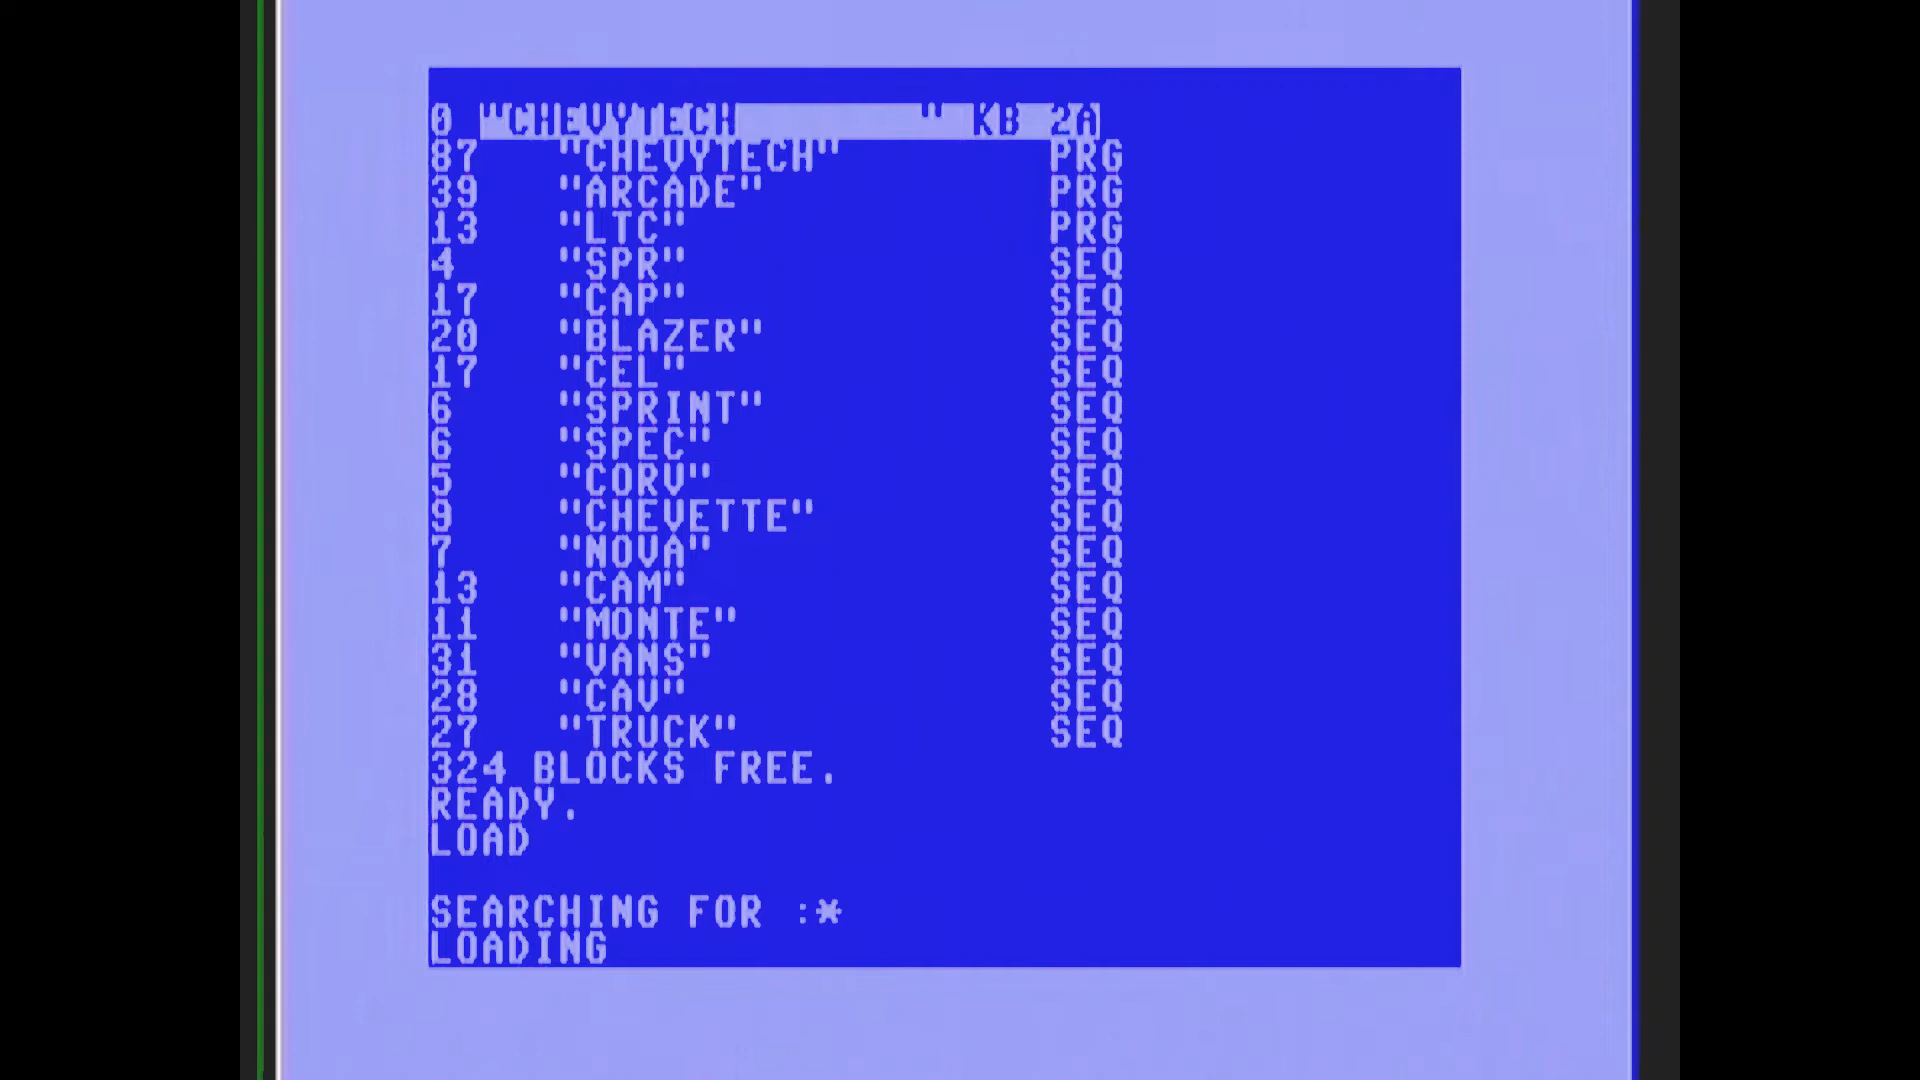 0 "CHEVYTECH       " KB 2A
87   "CHEVYTECH"        PRG
39   "ARCADE"           PRG
13   "LTC"              PRG
4    "SPR"              SEQ
17   "CAP"              SEQ
20   "BLAZER"           SEQ
17   "CEL"              SEQ
6    "SPRINT"           SEQ
6    "SPEC"             SEQ
5    "CORV"             SEQ
9    "CHEVETTE"         SEQ
7    "NOVA"             SEQ
13   "CAM"              SEQ
11   "MONTE"            SEQ
31   "VANS"             SEQ
28   "CAV"              SEQ
27   "TRUCK"            SEQ
324 BLOCKS FREE.
READY.
LOAD
SEARCHING FOR :*
LOADING